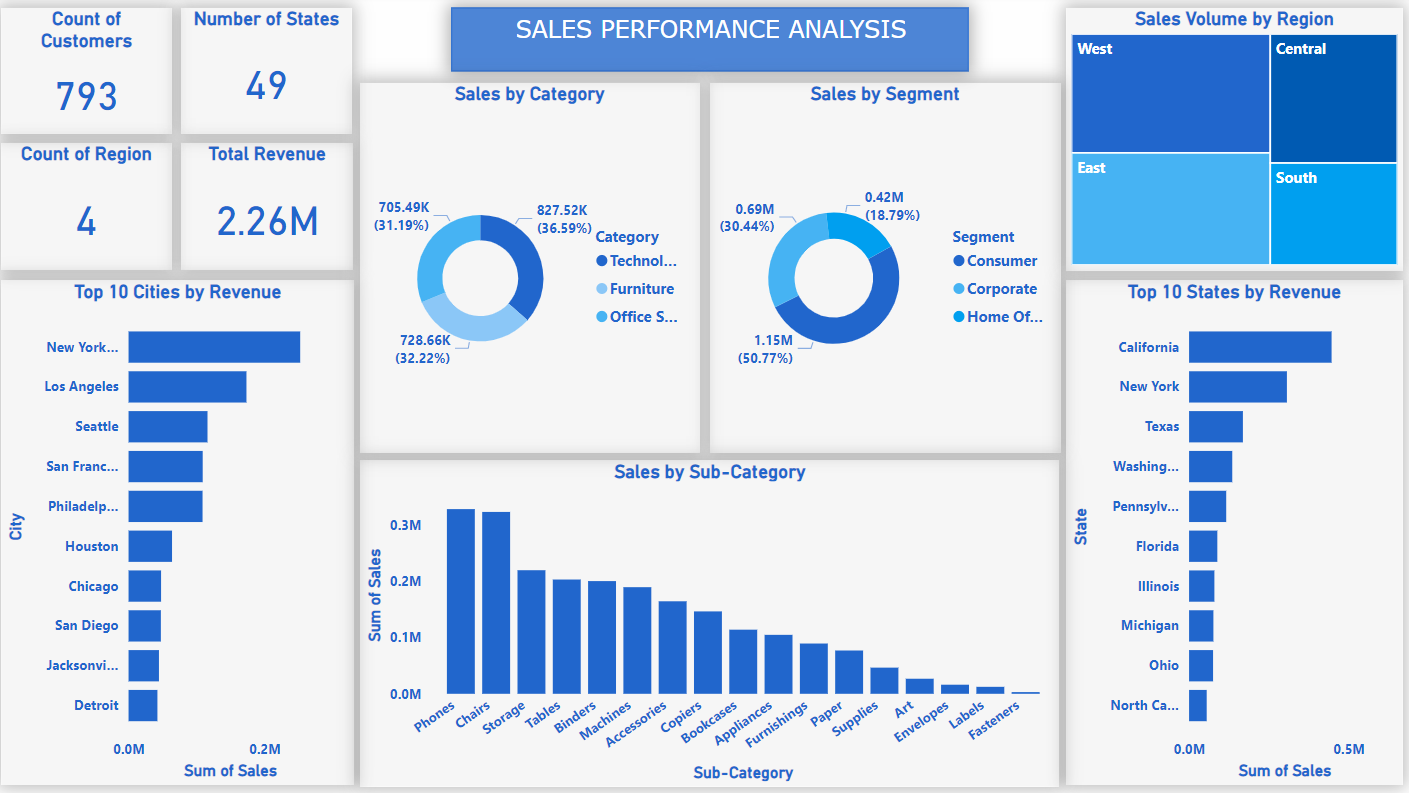 Count of
Customers
793
Number of States
49
Count of Region
4
Total Revenue
2.26M
SALES PERFORMANCE ANALYSIS
Sales by Category
705.49K
(31.19%)
827.52K
(36.59%)
728.66K
(32.22%)
Category
Technol...
Furniture
Office S...
Sales by Segment
0.69M
(30.44%)
0.42M
(18.79%)
1.15M
(50.77%)
Segment
Consumer
Corporate
Home Of...
Sales Volume by Region
West
Central
East
South
Top 10 Cities by Revenue
City
New York...
Los Angeles
Seattle
San Franc...
Philadelp...
Houston
Chicago
San Diego
Jacksonvi...
Detroit
0.0M
0.2M
Sum of Sales
Sales by Sub-Category
Sum of Sales
0.3M
0.2M
0.1M
0.0M
Phones
Chairs
Storage
Tables
Binders
Machines
Accessories
Copiers
Bookcases
Appliances
Furnishings
Paper
Supplies
Art
Envelopes
Labels
Fasteners
Sub-Category
Top 10 States by Revenue
State
California
New York
Texas
Washing...
Pennsylv...
Florida
Illinois
Michigan
Ohio
North Ca...
0.0M
0.5M
Sum of Sales